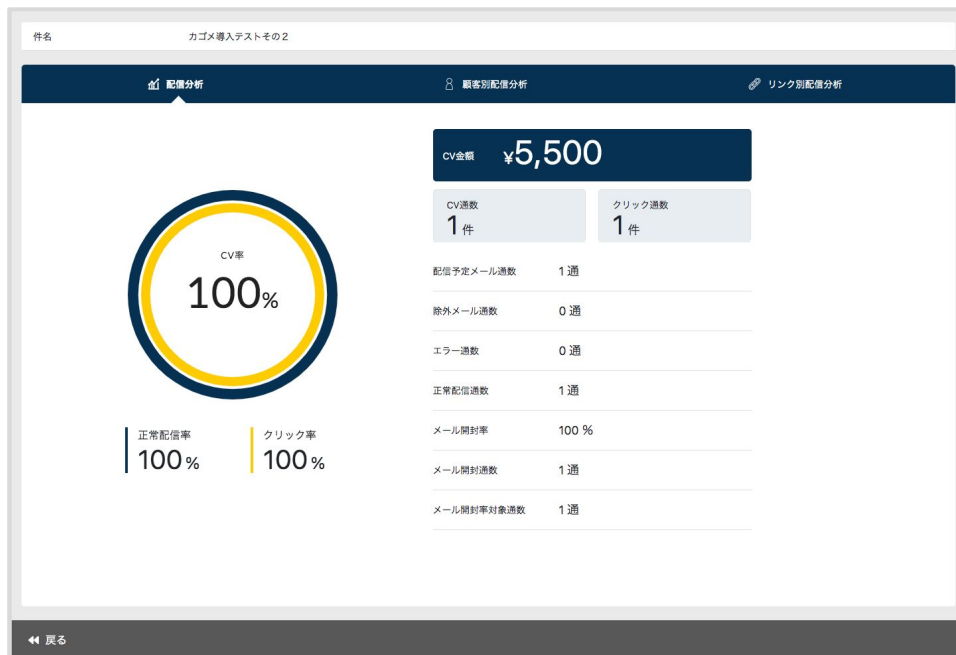 件名 カゴメ導入テストその2
配信分析 顧客別配信分析 リンク別配信分析
CV金額 ¥5,500
CV通数
1件
クリック通数
1件
CV率
100%
正常配信率
100%
クリック率
100%
配信予定メール通数 1 通
除外メール通数 0 通
エラー通数 0 通
正常配信通数 1 通
メール開封率 100 %
メール開封通数 1 通
メール開封率対象通数 1 通
戻る